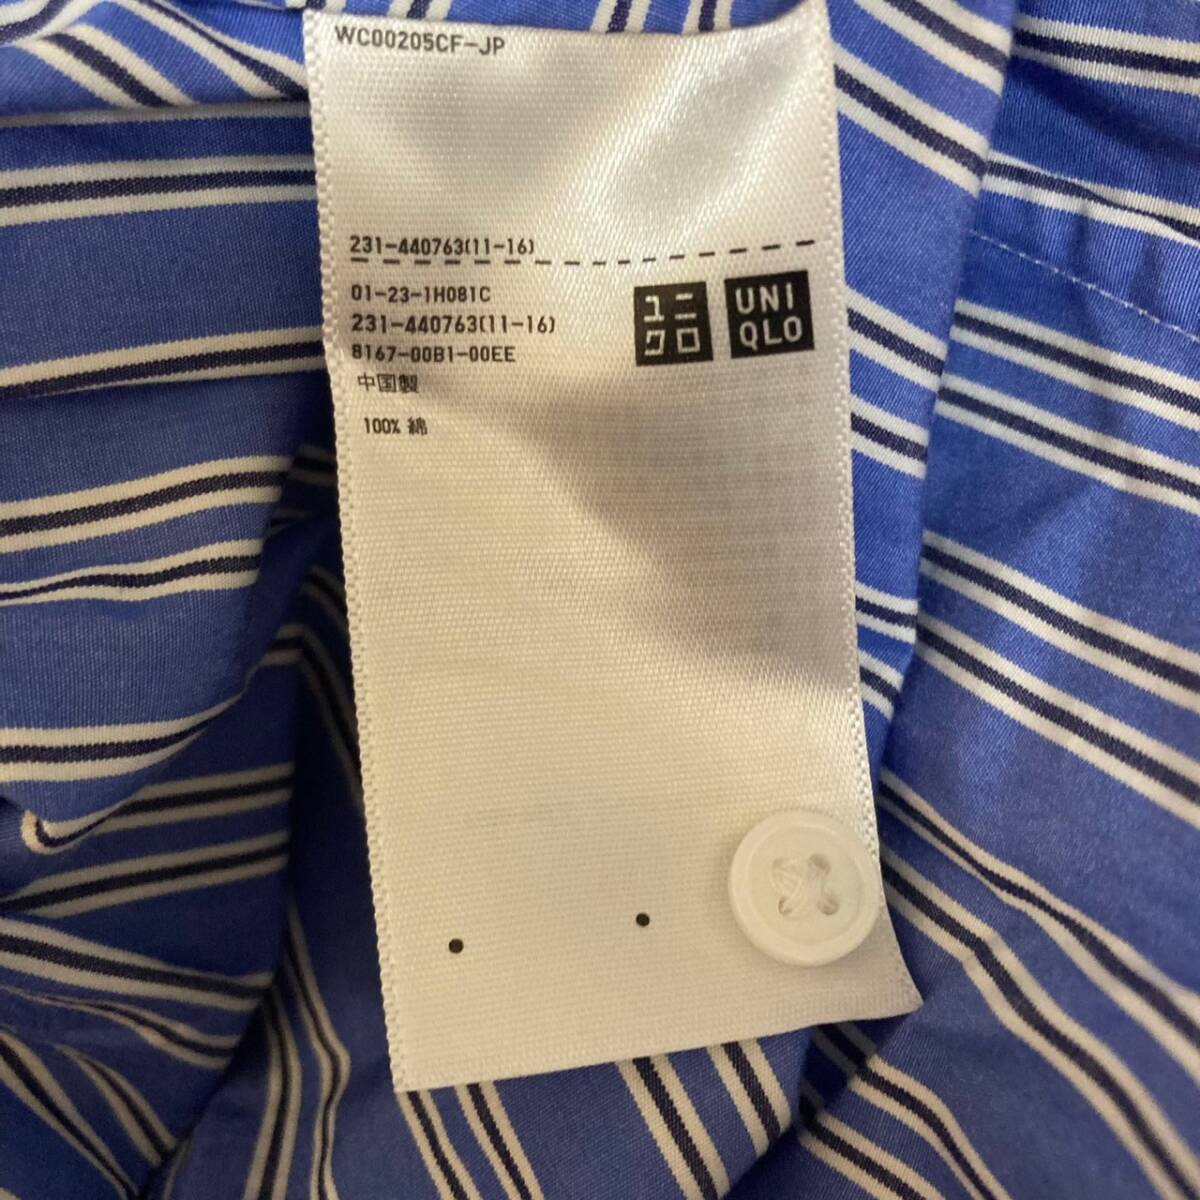 WC00205CF-JP
231-440763(11-16)
01-23-1H081C
231-440763(11-16)
8167-00B1-00EE
中国製
100% 綿
ユニ
クロ
UNI
QLO